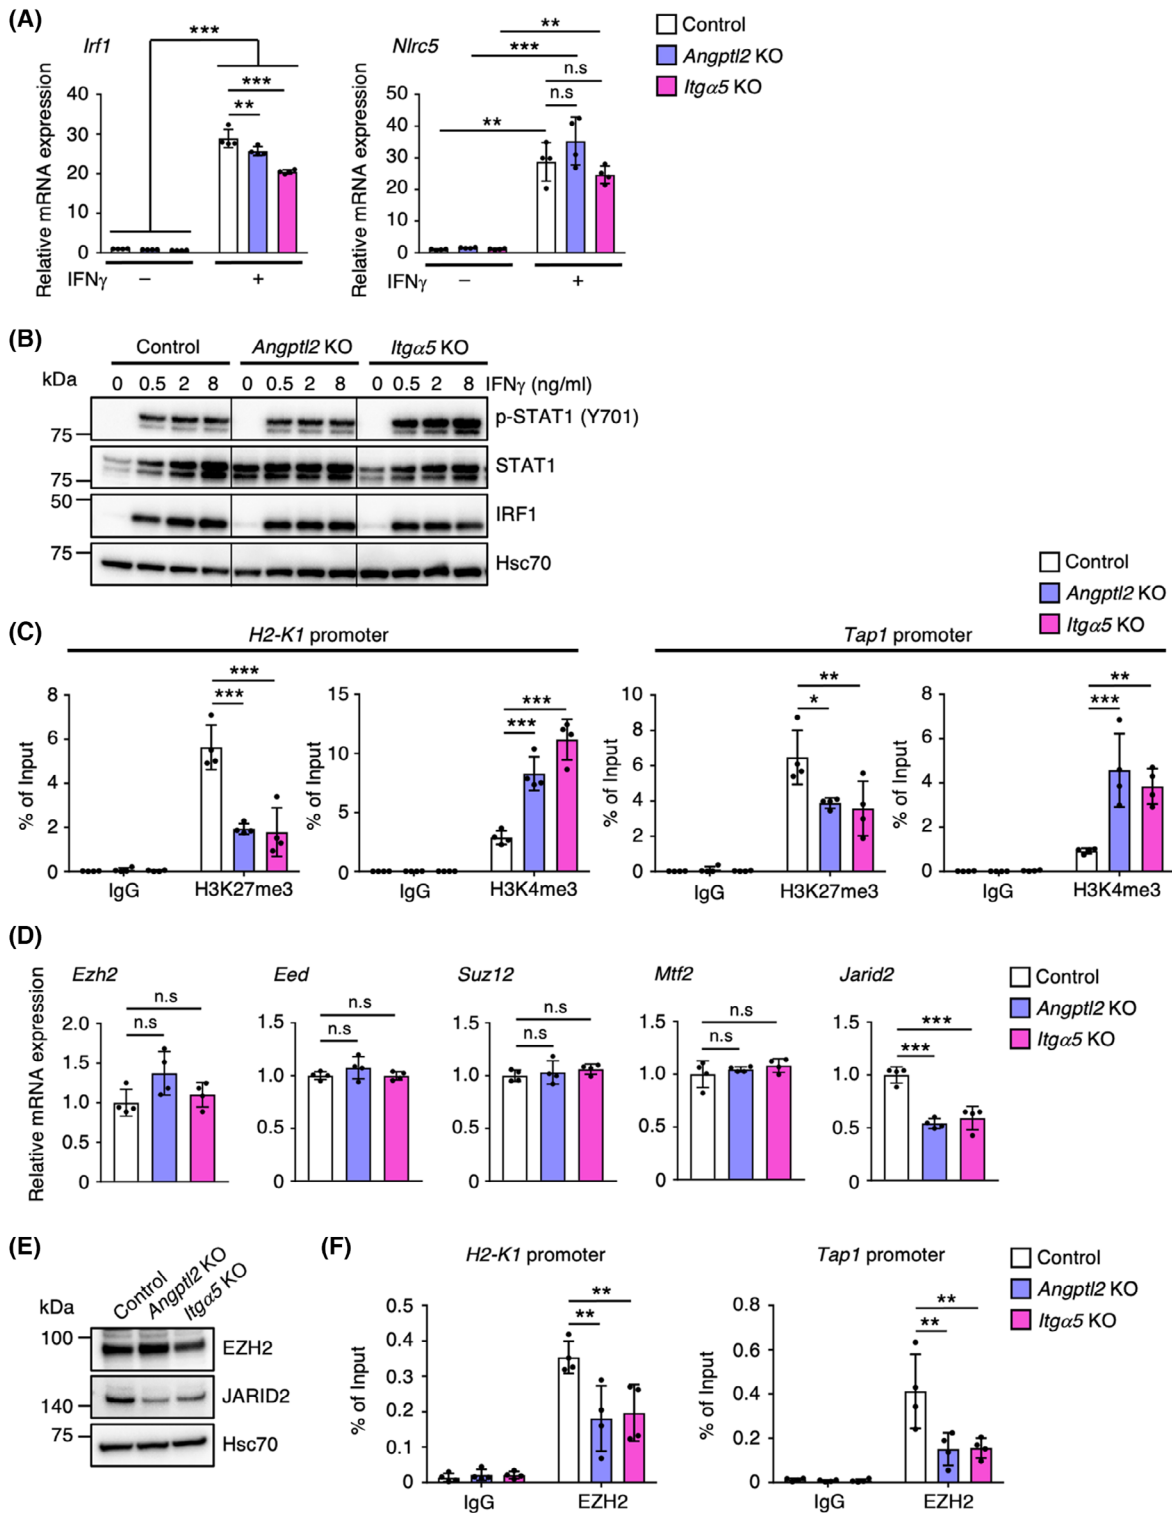 (A)
Irf1
***
***
**
Relative mRNA expression
40
30
20
10
0
IFNγ
–
+
Nlrc5
**
***
n.s
n.s
**
Relative mRNA expression
50
40
30
20
10
0
IFNγ
–
+
Control
Angptl2 KO
Itgα5 KO
(B)
Control Angptl2 KO Itgα5 KO
kDa 0 0.5 2 8 0 0.5 2 8 0 0.5 2 8 IFNγ (ng/ml)
75 p-STAT1 (Y701)
75 STAT1
50 IRF1
75 Hsc70
Control
Angptl2 KO
Itgα5 KO
(C)
H2-K1 promoter
% of Input
8
6
4
2
0
***
***
IgG H3K27me3
% of Input
15
10
5
0
***
***
IgG H3K4me3
Tap1 promoter
% of Input
10
8
6
4
2
0
**
*
IgG H3K27me3
% of Input
8
6
4
2
0
**
***
IgG H3K4me3
(D)
Relative mRNA expression
Ezh2
n.s
n.s
2.0
1.5
1.0
0.5
0
Eed
n.s
n.s
1.5
1.0
0.5
0
Suz12
n.s
n.s
1.5
1.0
0.5
0
Mtf2
n.s
n.s
1.5
1.0
0.5
0
Jarid2
***
***
1.5
1.0
0.5
0
Control
Angptl2 KO
Itgα5 KO
(E)
Control
Angptl2 KO
Itgα5 KO
kDa
100 EZH2
140 JARID2
75 Hsc70
(F)
H2-K1 promoter
% of Input
0.5
0.4
0.3
0.2
0.1
0
**
**
IgG EZH2
Tap1 promoter
% of Input
0.8
0.6
0.4
0.2
0
**
**
IgG EZH2
Control
Angptl2 KO
Itgα5 KO